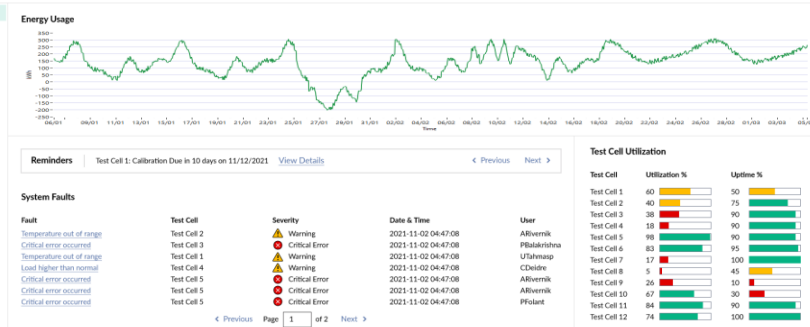 Energy Usage
350
300
250
200
150
100
50
0
-50
-100
-150
-200
-250
kWh
06/01 09/01 11/01 13/01 15/01 17/01 19/01 21/01 23/01 25/01 27/01 29/01 31/01 02/02 04/02 06/02 08/02 10/02 12/02 14/02 16/02 18/02 20/02 22/02 24/02 26/02 28/02 01/03 03/03 05/0
Time
Reminders Test Cell 1: Calibration Due in 10 days on 11/12/2021 View Details < Previous Next >
System Faults
Fault Test Cell Severity Date & Time User
Temperature out of range Test Cell 2 Warning 2021-11-02 04:47:08 ARivernik
Critical error occurred Test Cell 3 Critical Error 2021-11-02 04:47:08 PBalakrishna
Temperature out of range Test Cell 1 Warning 2021-11-02 04:47:08 UTahmasp
Load higher than normal Test Cell 4 Warning 2021-11-02 04:47:08 CDeidre
Critical error occurred Test Cell 5 Critical Error 2021-11-02 04:47:08 ARivernik
Critical error occurred Test Cell 5 Critical Error 2021-11-02 04:47:08 ARivernik
Critical error occurred Test Cell 5 Critical Error 2021-11-02 04:47:08 PFolant
< Previous Page 1 of 2 Next >
Test Cell Utilization
Test Cell Utilization % Uptime %
Test Cell 1 60 50
Test Cell 2 40 75
Test Cell 3 38 90
Test Cell 4 18 90
Test Cell 5 98 90
Test Cell 6 83 95
Test Cell 7 17 100
Test Cell 8 5 45
Test Cell 9 26 10
Test Cell 10 67 30
Test Cell 11 84 90
Test Cell 12 74 100